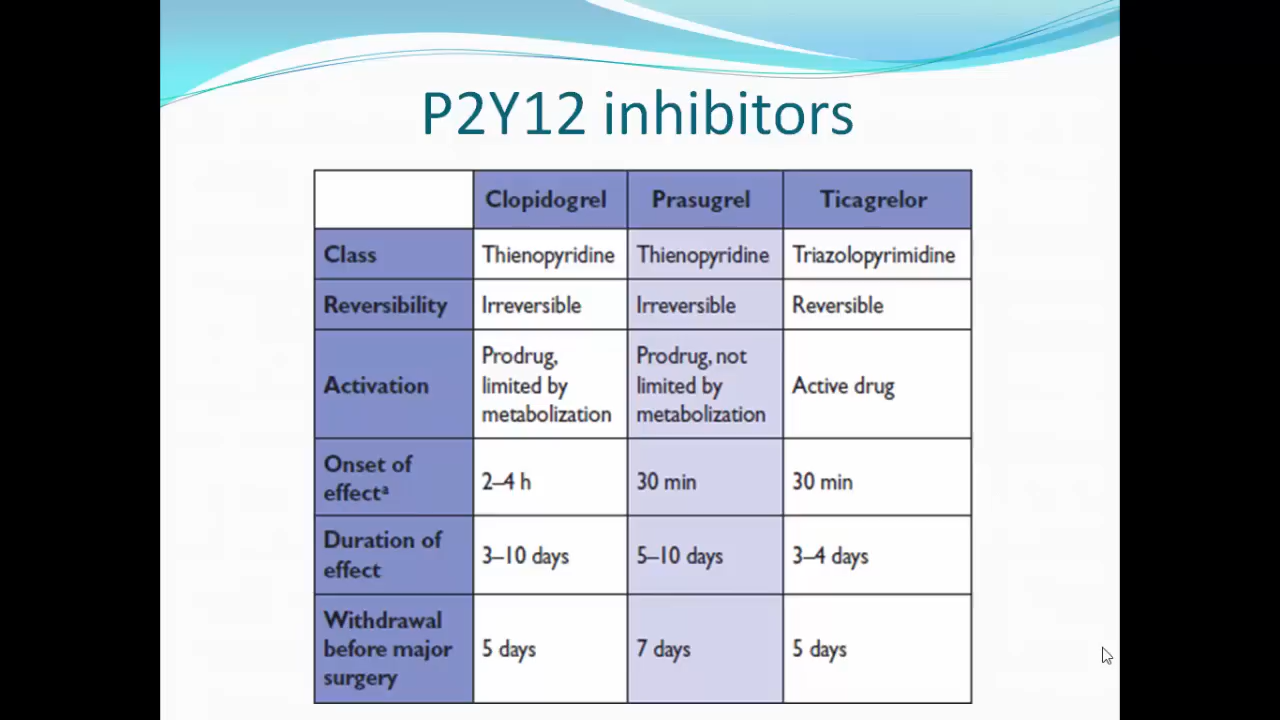 P2Y12 inhibitors
Clopidogrel Prasugrel Ticagrelor
Class Thienopyridine Thienopyridine Triazolopyrimidine
Reversibility Irreversible Irreversible Reversible
Activation
Prodrug,
limited by
metabolization
Prodrug, not
limited by
metabolization
Active drug
Onset of
effectᵃ
2–4 h 30 min 30 min
Duration of
effect
3–10 days 5–10 days 3–4 days
Withdrawal
before major
surgery
5 days 7 days 5 days